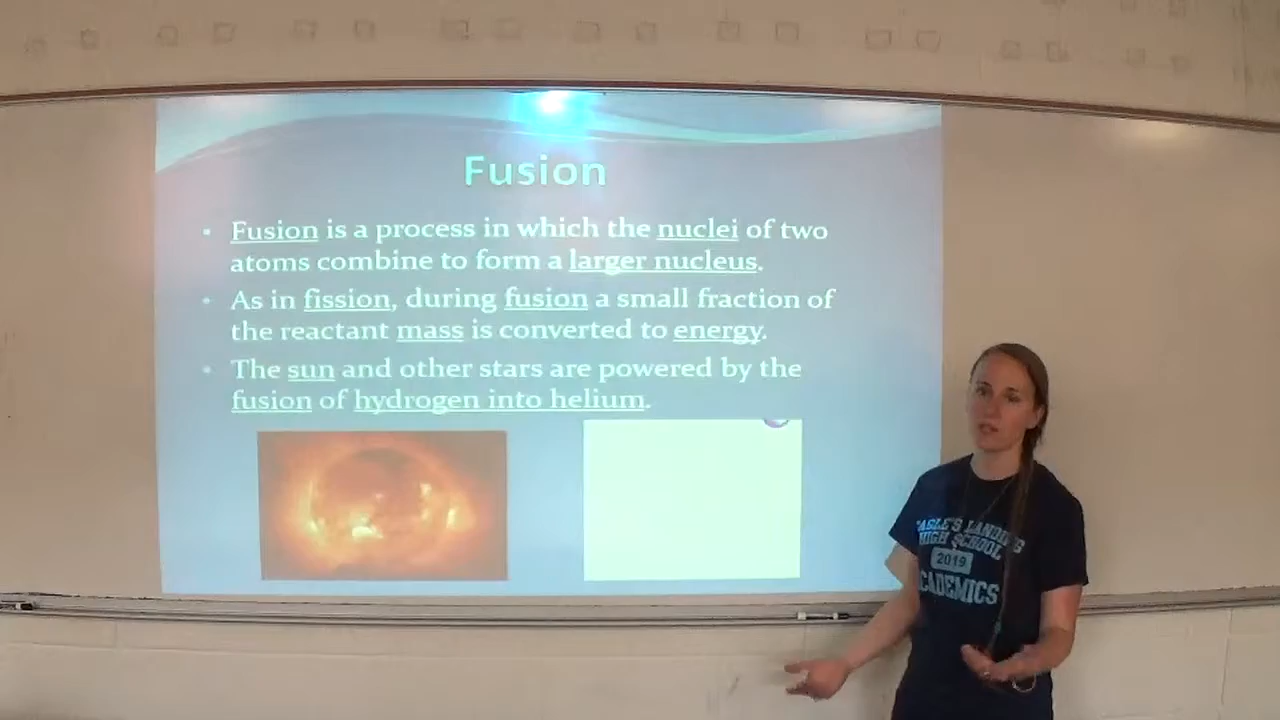 Fusion
• Fusion is a process in which the nuclei of two
atoms combine to form a larger nucleus.
• As in fission, during fusion a small fraction of
the reactant mass is converted to energy.
• The sun and other stars are powered by the
fusion of hydrogen into helium.
EAGLE'S LANDING
HIGH SCHOOL
2019
ACADEMICS